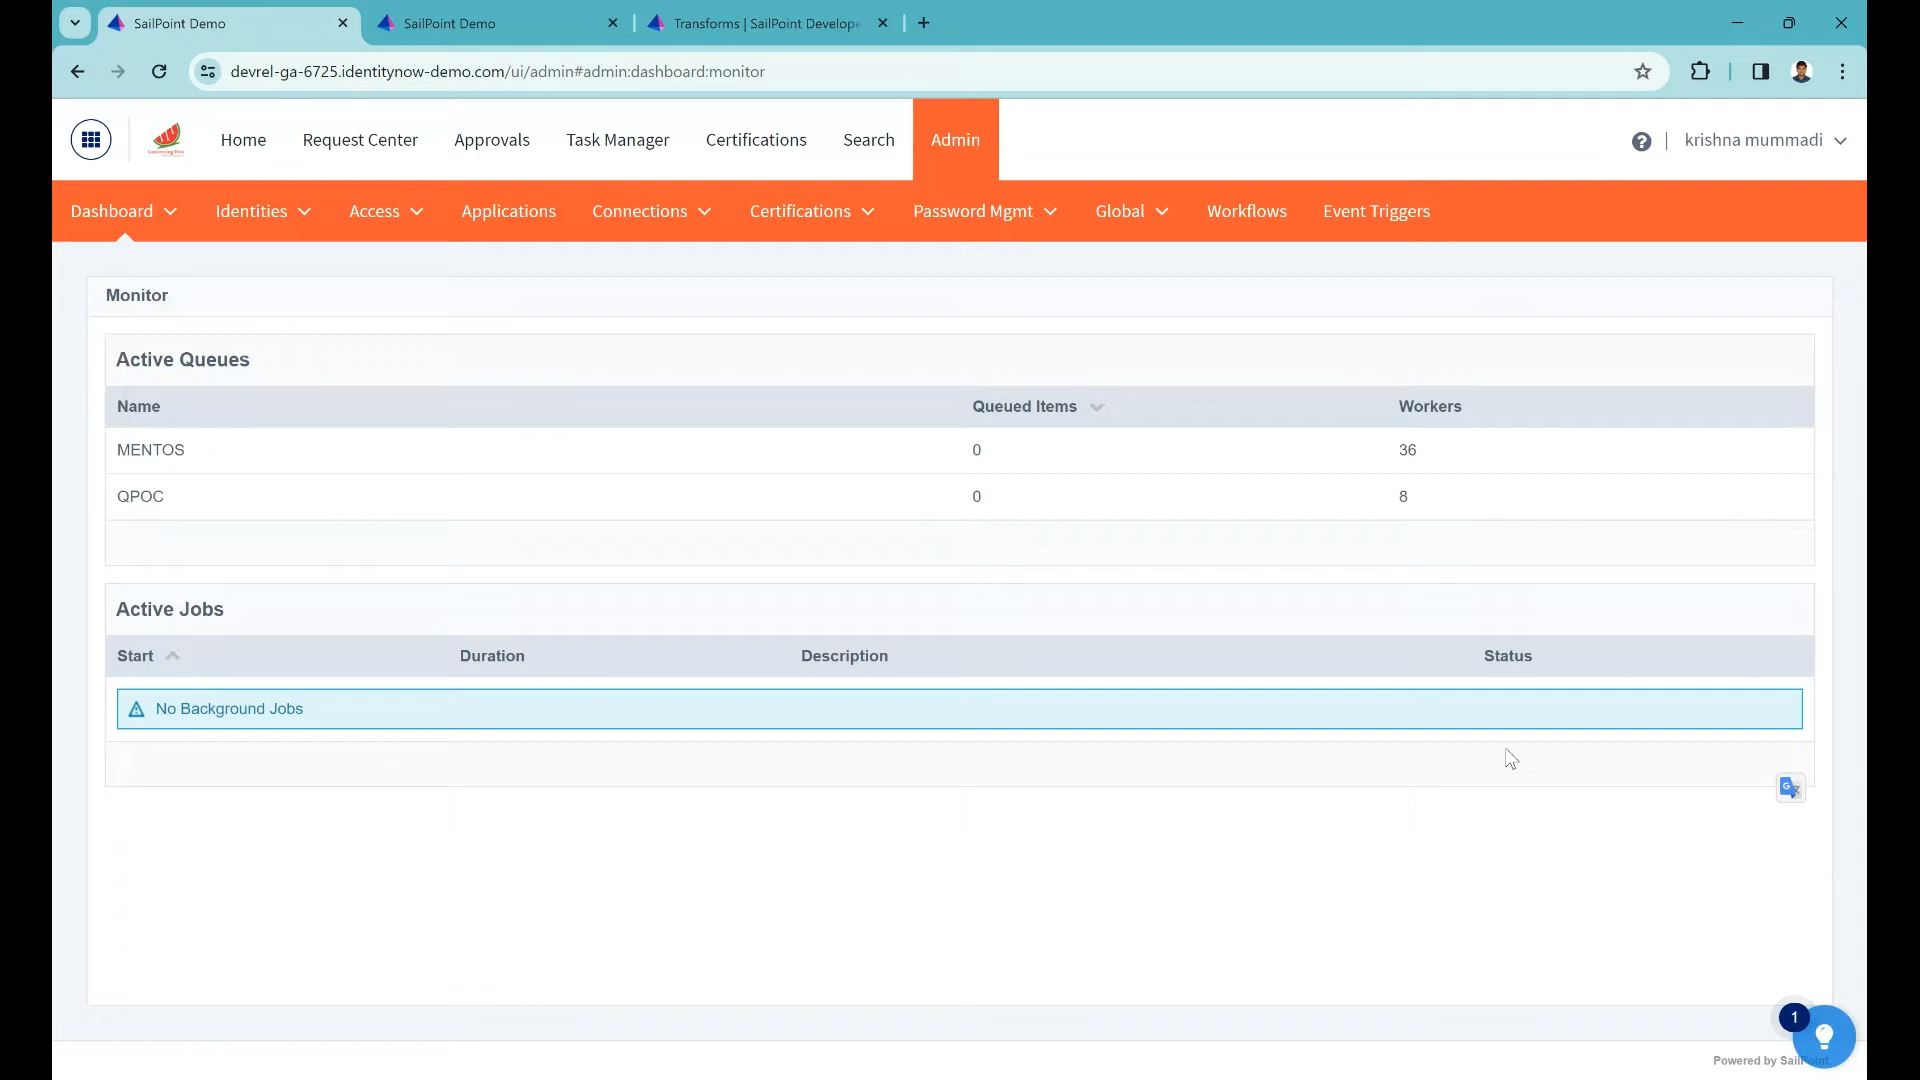 SailPoint Demo
SailPoint Demo
Transforms | SailPoint Develope
devrel-ga-6725.identitynow-demo.com/ui/admin#admin:dashboard:monitor
Home Request Center Approvals Task Manager Certifications Search Admin
krishna mummadi
Dashboard Identities Access Applications Connections Certifications Password Mgmt Global Workflows Event Triggers
Monitor
Active Queues
Name Queued Items Workers
MENTOS 0 36
QPOC 0 8
Active Jobs
Start Duration Description Status
No Background Jobs
1
Powered by SailPoint